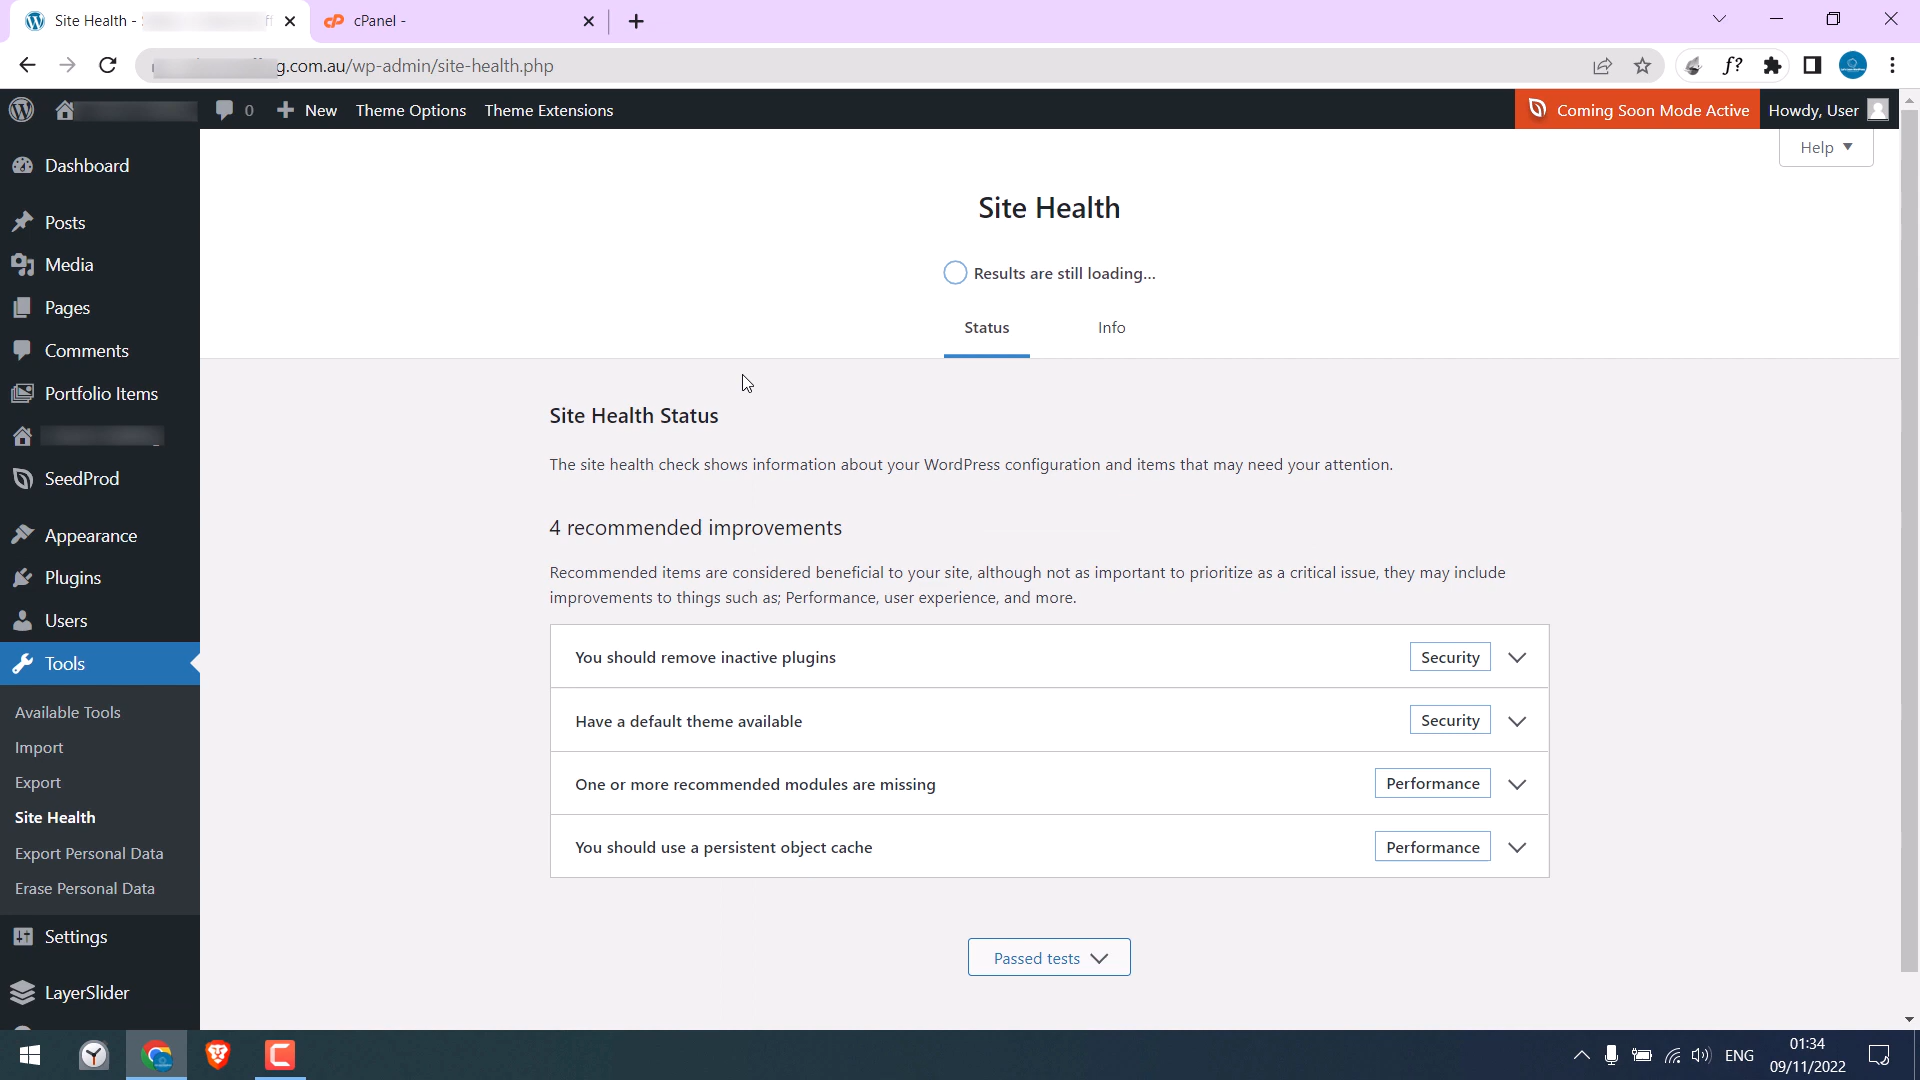 Site Health -
cPanel -
g.com.au/wp-admin/site-health.php
f?
0
New
Theme Options
Theme Extensions
Coming Soon Mode Active
Howdy, User
Help
Dashboard
Posts
Media
Pages
Comments
Portfolio Items
SeedProd
Appearance
Plugins
Users
Tools
Available Tools
Import
Export
Site Health
Export Personal Data
Erase Personal Data
Settings
LayerSlider
Site Health
Results are still loading...
Status
Info
Site Health Status
The site health check shows information about your WordPress configuration and items that may need your attention.
4 recommended improvements
Recommended items are considered beneficial to your site, although not as important to prioritize as a critical issue, they may include
improvements to things such as; Performance, user experience, and more.
You should remove inactive plugins
Security
Have a default theme available
Security
One or more recommended modules are missing
Performance
You should use a persistent object cache
Performance
Passed tests
ENG
01:34
09/11/2022